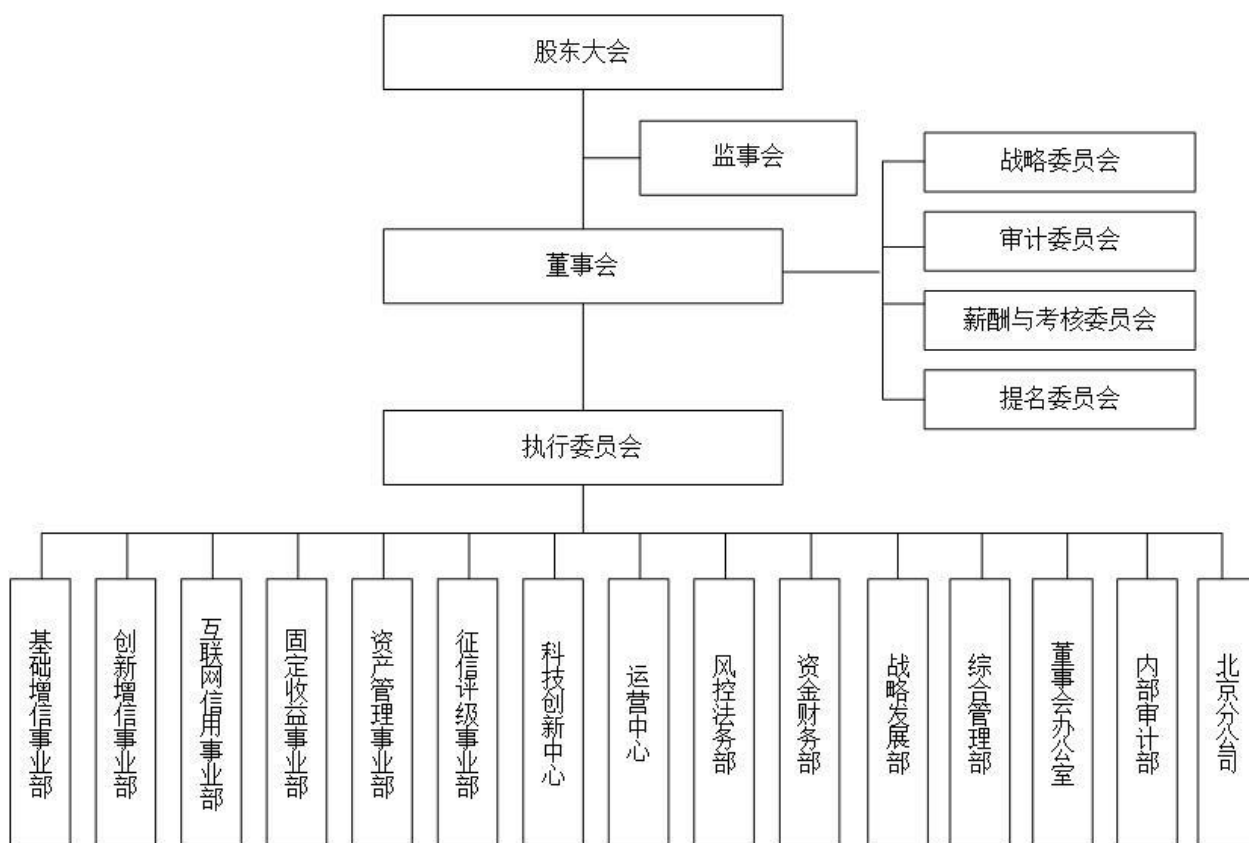 股东大会
监事会
战略委员会
审计委员会
董事会
薪酬与考核委员会
提名委员会
执行委员会
基础增信事业部
创新增信事业部
互联网信用事业部
固定收益事业部
资产管理事业部
征信评级事业部
科技创新中心
运营中心
风控法务部
资金财务部
战略发展部
综合管理部
董事会办公室
内部审计部
北京分公司